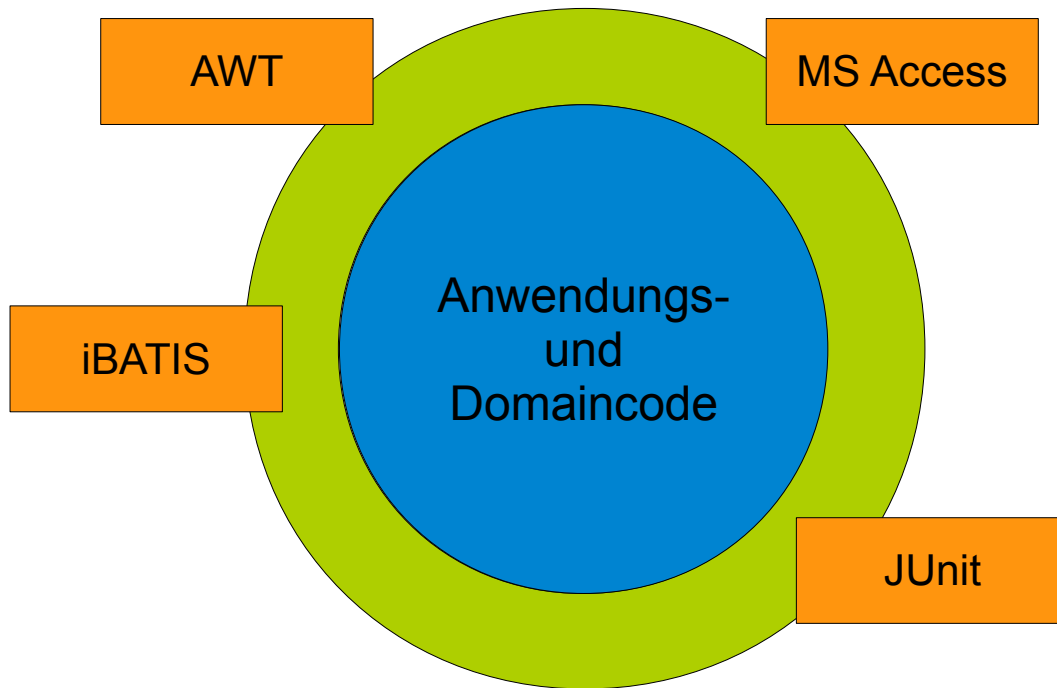 AWT
MS Access
Anwendungs-
und
Domaincode
iBATIS
JUnit